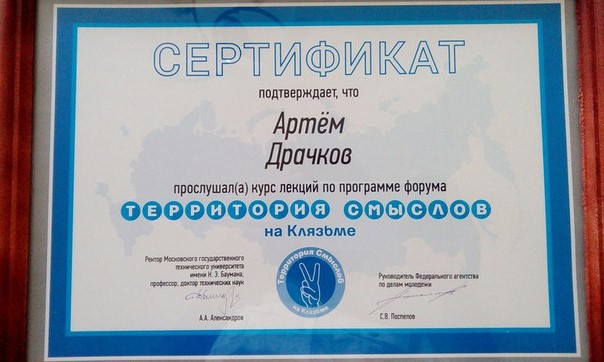 СЕРТИФИКАТ
подтверждает, что
Артём
Драчков
прослушал(а) курс лекций по программе форума
ТЕРРИТОРИЯ СМЫСЛОВ
на Клязьме
Ректор Московского государственного
технического университета
имени Н. Э. Баумана,
профессор, доктор технических наук
А.А. Александров
Территория Смыслов
на Клязьме
Руководитель Федерального агентства
по делам молодежи
С.В. Поспелов